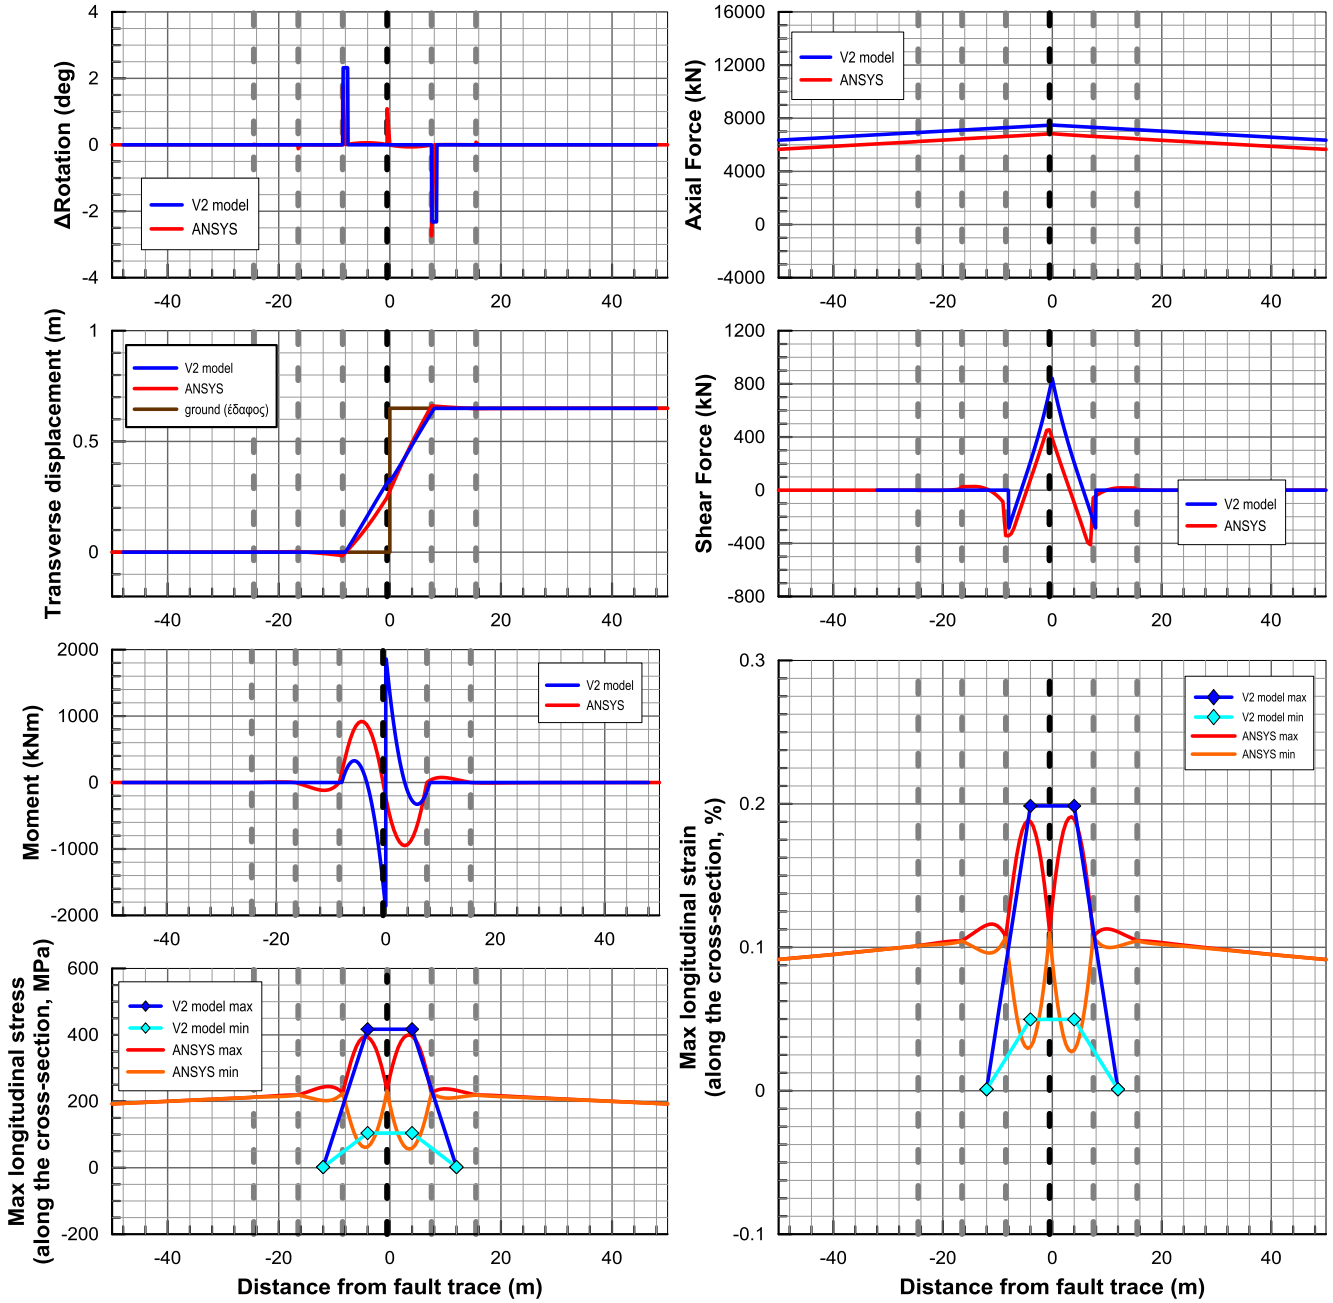 ΔRotation (deg)
4
2
0
-2
-4
V2 model
ANSYS
-40
-20
0
20
40
Axial Force (kN)
16000
12000
8000
4000
0
-4000
V2 model
ANSYS
-40
-20
0
20
40
Transverse displacement (m)
1
0.5
0
V2 model
ANSYS
ground (έδαφος)
-40
-20
0
20
40
Shear Force (kN)
1200
800
400
0
-400
-800
V2 model
ANSYS
-40
-20
0
20
40
Moment (kNm)
2000
1000
0
-1000
-2000
V2 model
ANSYS
-40
-20
0
20
40
Max longitudinal stress
(along the cross-section, MPa)
600
400
200
0
-200
V2 model max
V2 model min
ANSYS max
ANSYS min
-40
-20
0
20
40
Distance from fault trace (m)
Max longitudinal strain
(along the cross-section, %)
0.3
0.2
0.1
0
-0.1
V2 model max
V2 model min
ANSYS max
ANSYS min
-40
-20
0
20
40
Distance from fault trace (m)